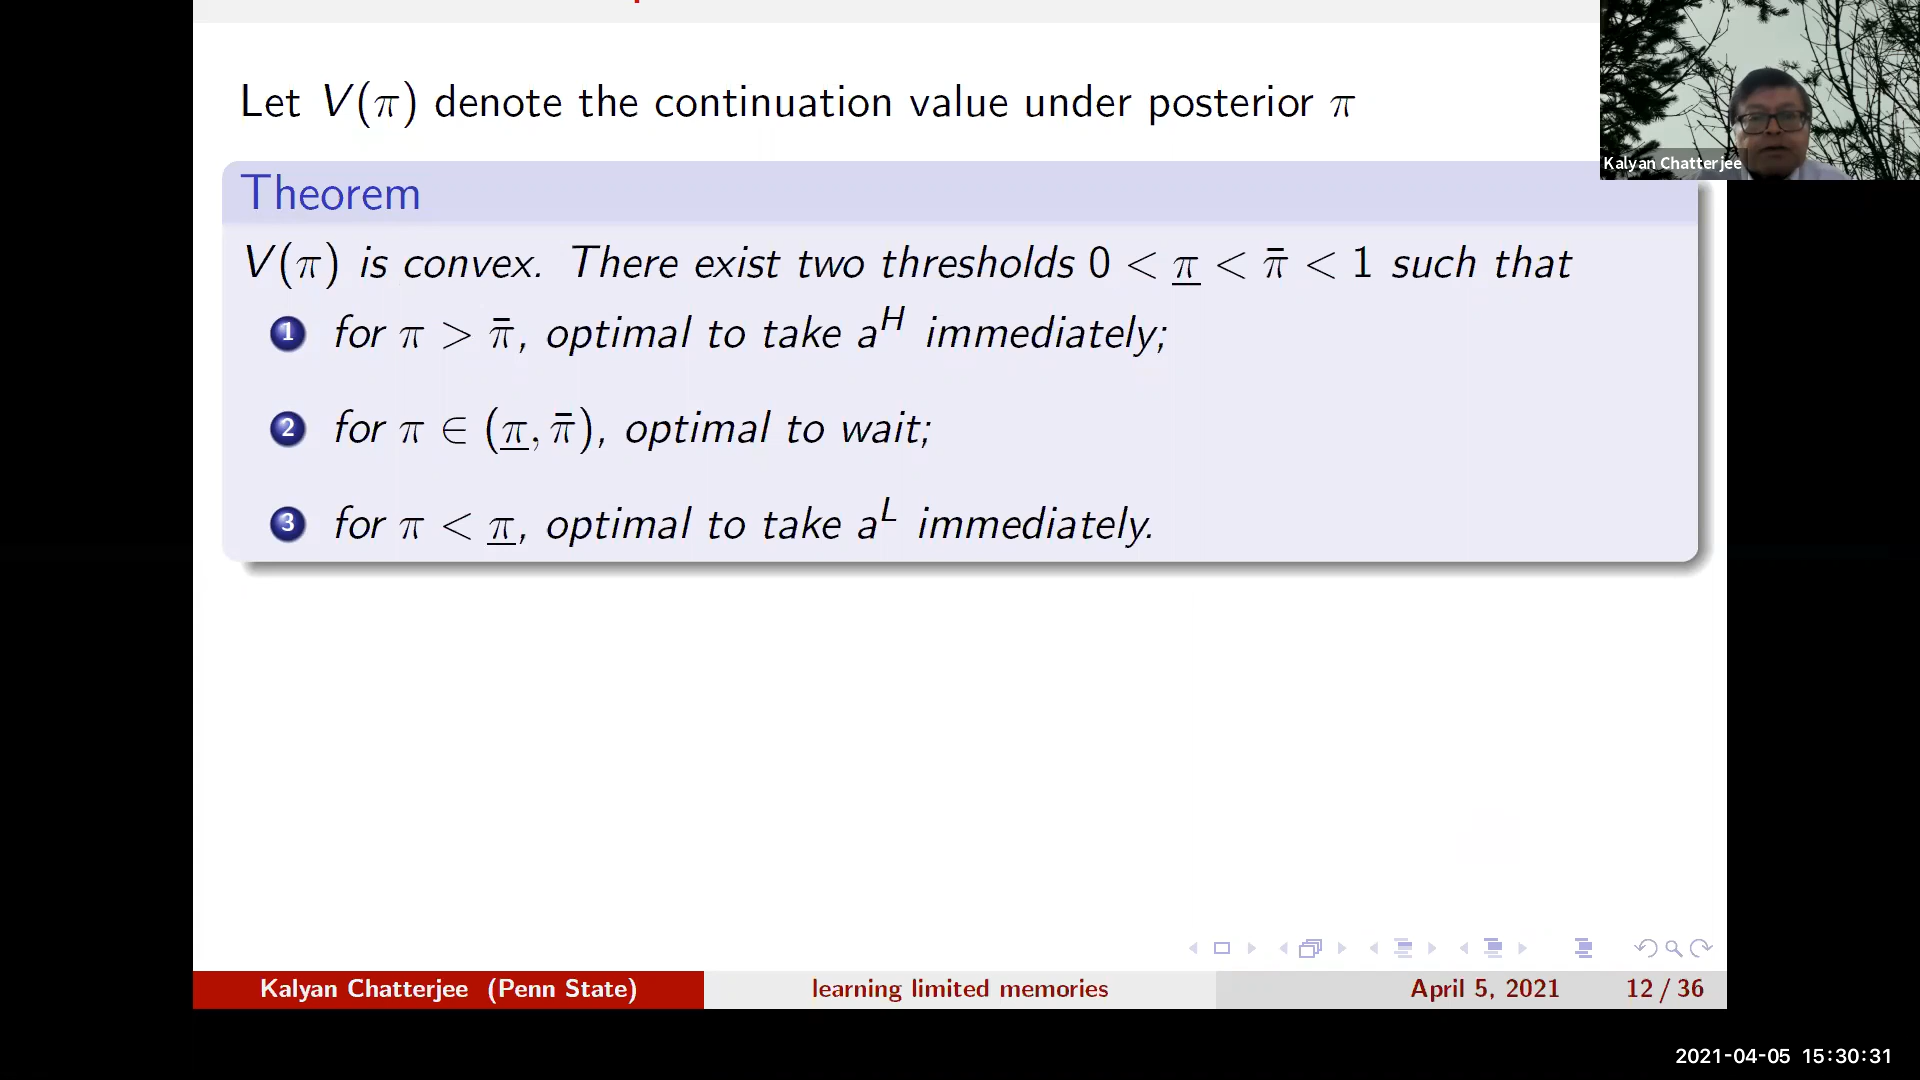 Let V(π) denote the continuation value under posterior π
Kalyan Chatterjee
Theorem
V(π) is convex. There exist two thresholds 0 < π̲ < π̄ < 1 such that
1 for π > π̄, optimal to take aᴴ immediately;
2 for π ∈ (π̲, π̄), optimal to wait;
3 for π < π̲, optimal to take aᴸ immediately.
Kalyan Chatterjee (Penn State) learning limited memories April 5, 2021 12 / 36
2021-04-05 15:30:31